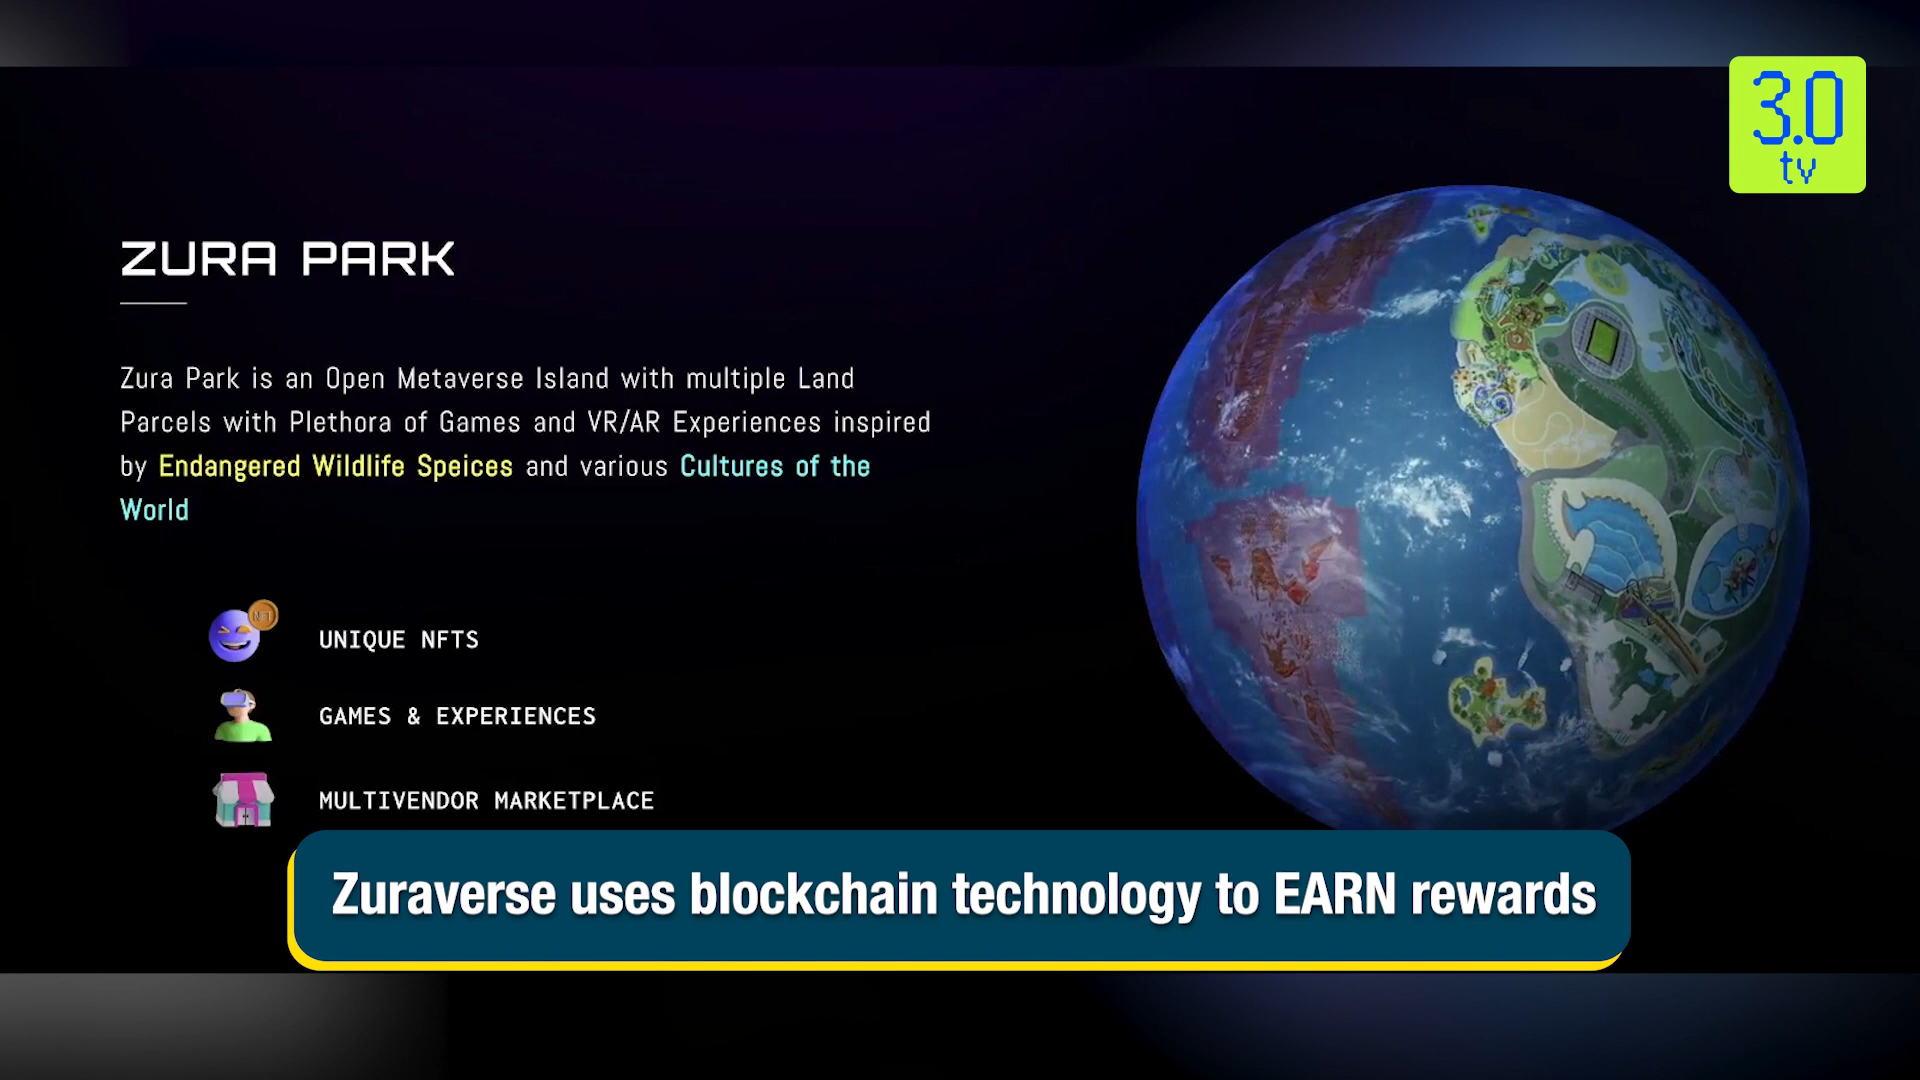 3.0
tv
ZURA PARK
Zura Park is an Open Metaverse Island with multiple Land
Parcels with Plethora of Games and VR/AR Experiences inspired
by Endangered Wildlife Speices and various Cultures of the
World
NFT
UNIQUE NFTS
GAMES & EXPERIENCES
MULTIVENDOR MARKETPLACE
Zuraverse uses blockchain technology to EARN rewards